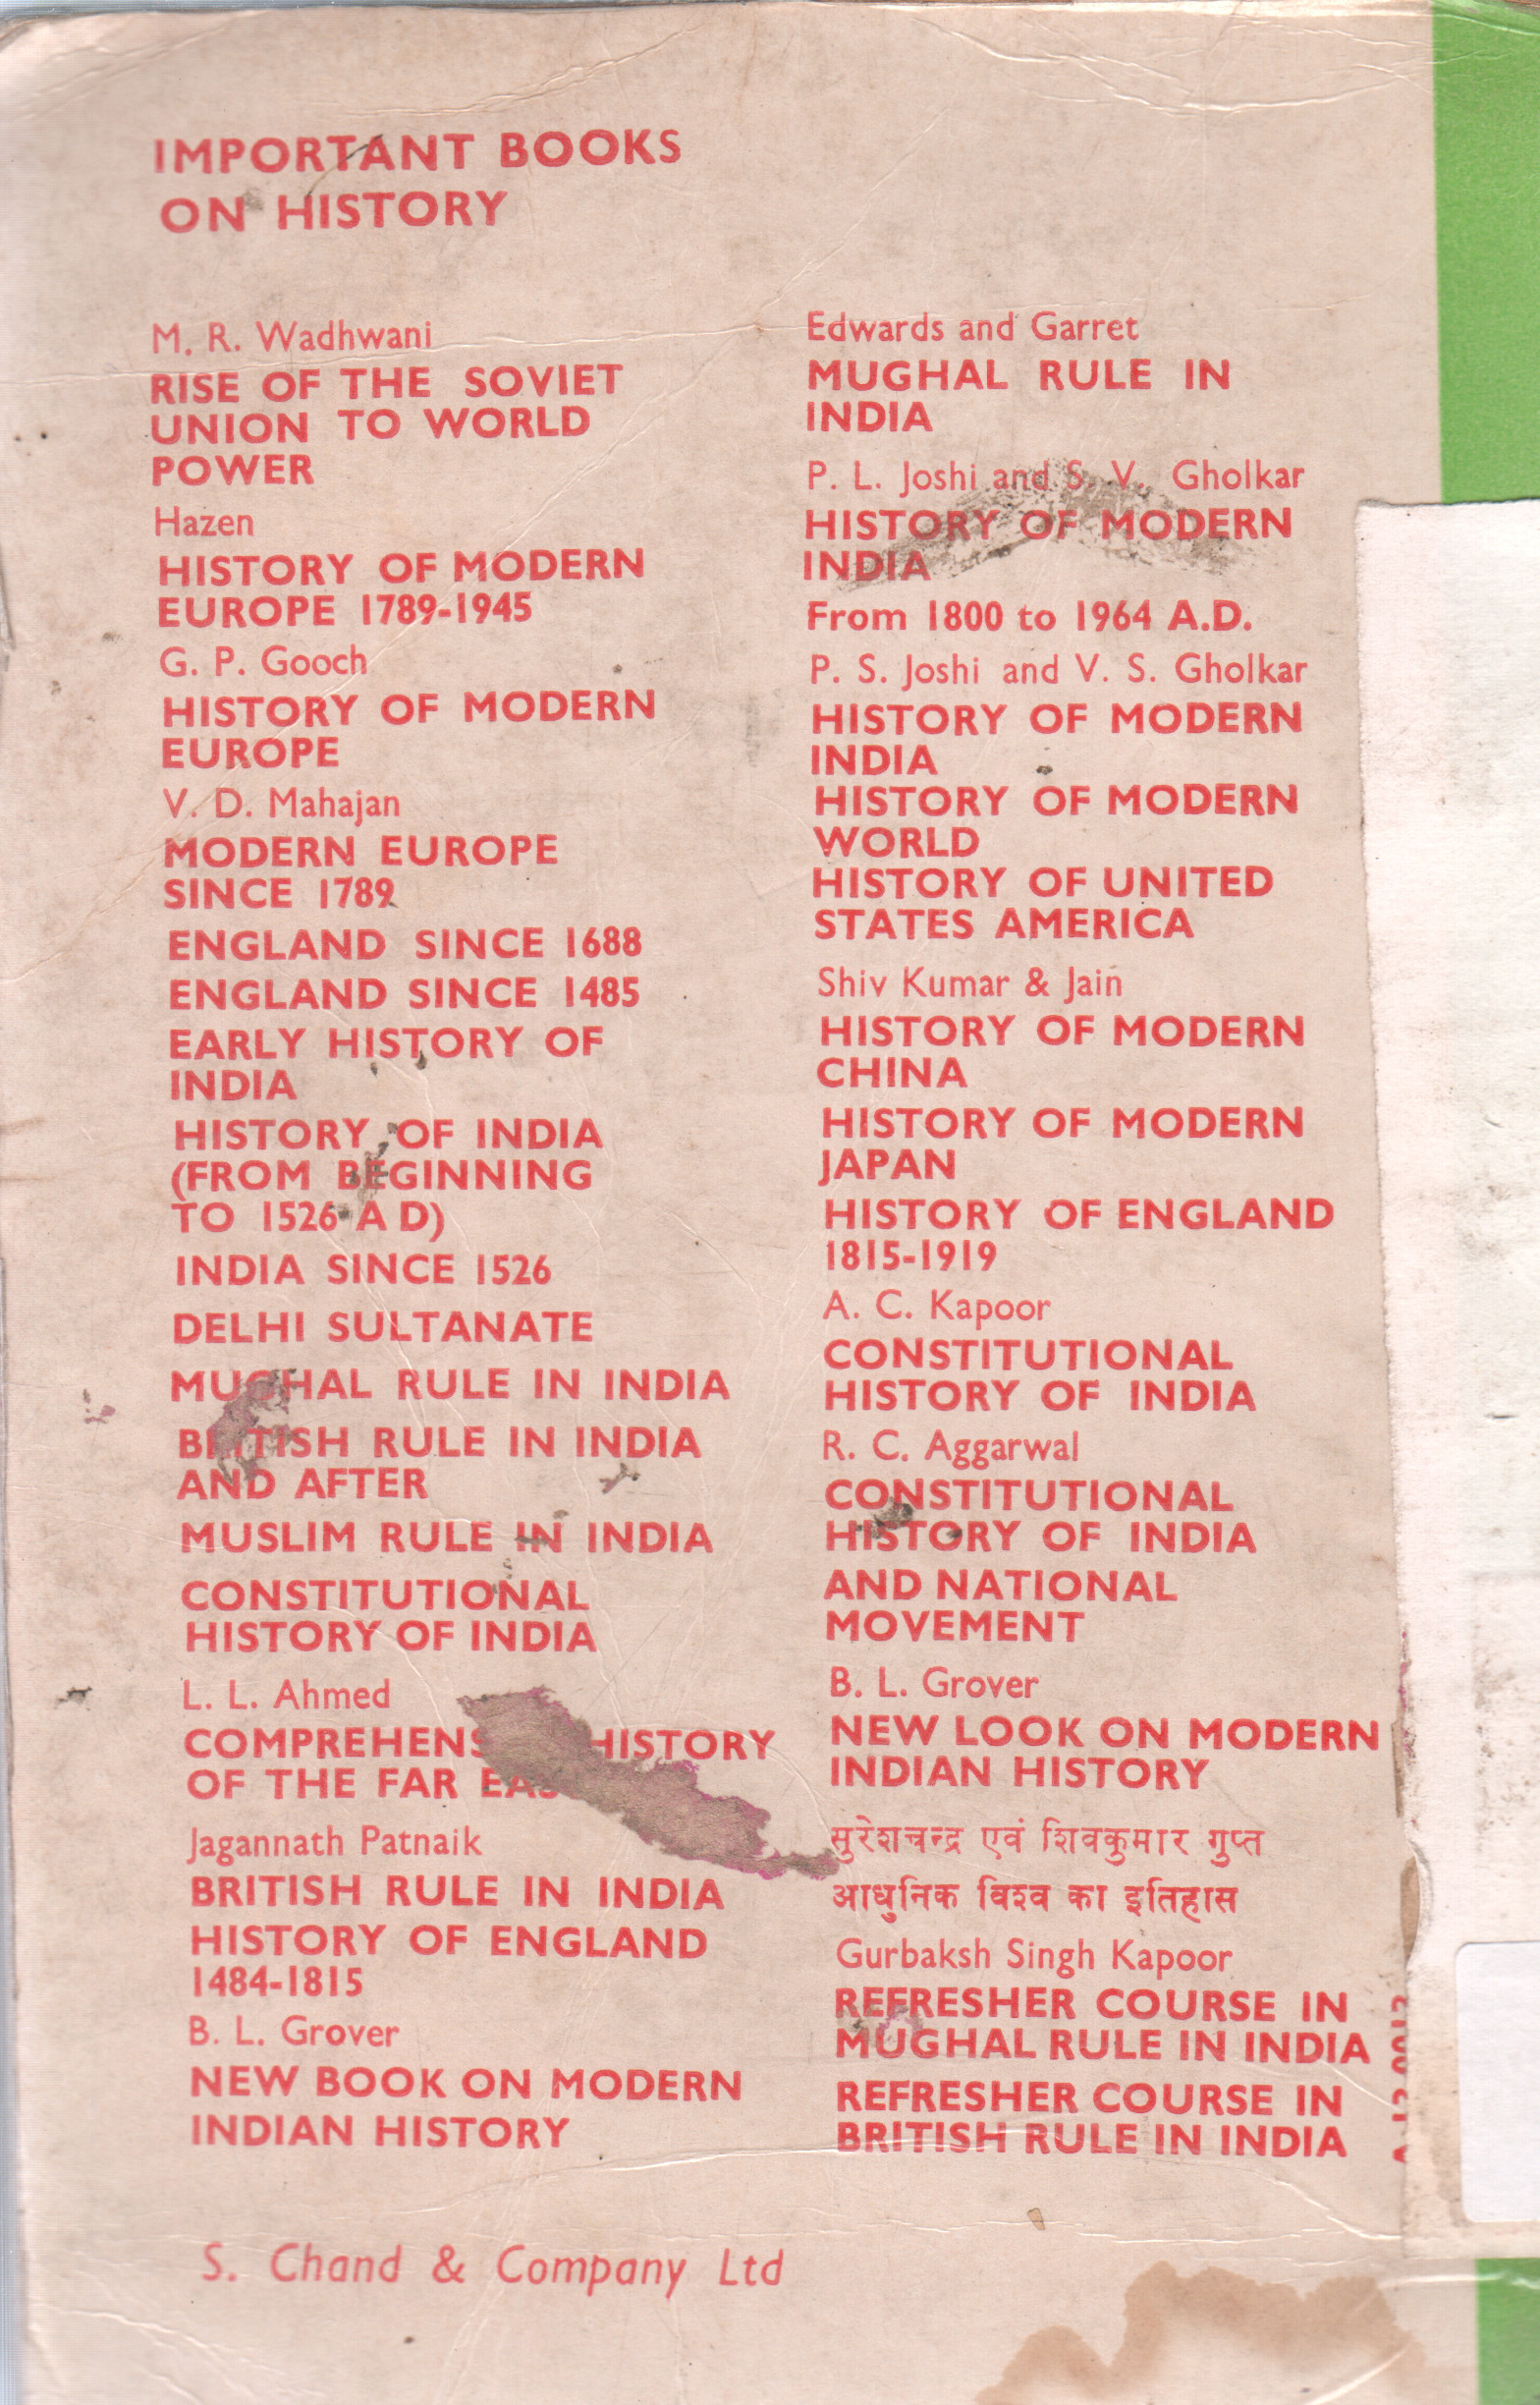 IMPORTANT BOOKS
ON HISTORY
M. R. Wadhwani
RISE OF THE SOVIET
UNION TO WORLD
POWER
Hazen
HISTORY OF MODERN
EUROPE 1789-1945
G. P. Gooch
HISTORY OF MODERN
EUROPE
V. D. Mahajan
MODERN EUROPE
SINCE 1789
ENGLAND SINCE 1688
ENGLAND SINCE 1485
EARLY HISTORY OF
INDIA
HISTORY OF INDIA
(FROM BEGINNING
TO 1526 A D)
INDIA SINCE 1526
DELHI SULTANATE
MUGHAL RULE IN INDIA
BRITISH RULE IN INDIA
AND AFTER
MUSLIM RULE IN INDIA
CONSTITUTIONAL
HISTORY OF INDIA
L. L. Ahmed
HISTORY
OF THE FAR
Jagannath Patnaik
BRITISH RULE IN INDIA
HISTORY OF ENGLAND
1484-1815
B. L. Grover
NEW BOOK ON MODERN
INDIAN HISTORY
Edwards and Garret
MUGHAL RULE IN
INDIA
P. L. Joshi and S. V. Gholkar
HISTORY OF MODERN
INDIA
From 1800 to 1964 A.D.
P. S. Joshi and V. S. Gholkar
HISTORY OF MODERN
INDIA
HISTORY OF MODERN
WORLD
HISTORY OF UNITED
STATES AMERICA
Shiv Kumar & Jain
HISTORY OF MODERN
CHINA
HISTORY OF MODERN
JAPAN
HISTORY OF ENGLAND
1815-1919
A. C. Kapoor
CONSTITUTIONAL
HISTORY OF INDIA
R. C. Aggarwal
CONSTITUTIONAL
HISTORY OF INDIA
AND NATIONAL
MOVEMENT
B. L. Grover
NEW LOOK ON MODERN
INDIAN HISTORY
सुरेशचन्द्र एवं शिवकुमार गुप्त
आधुनिक विश्व का इतिहास
Gurbaksh Singh Kapoor
REFRESHER COURSE IN
MUGHAL RULE IN INDIA
REFRESHER COURSE IN
BRITISH RULE IN INDIA
S. Chand & Company Ltd